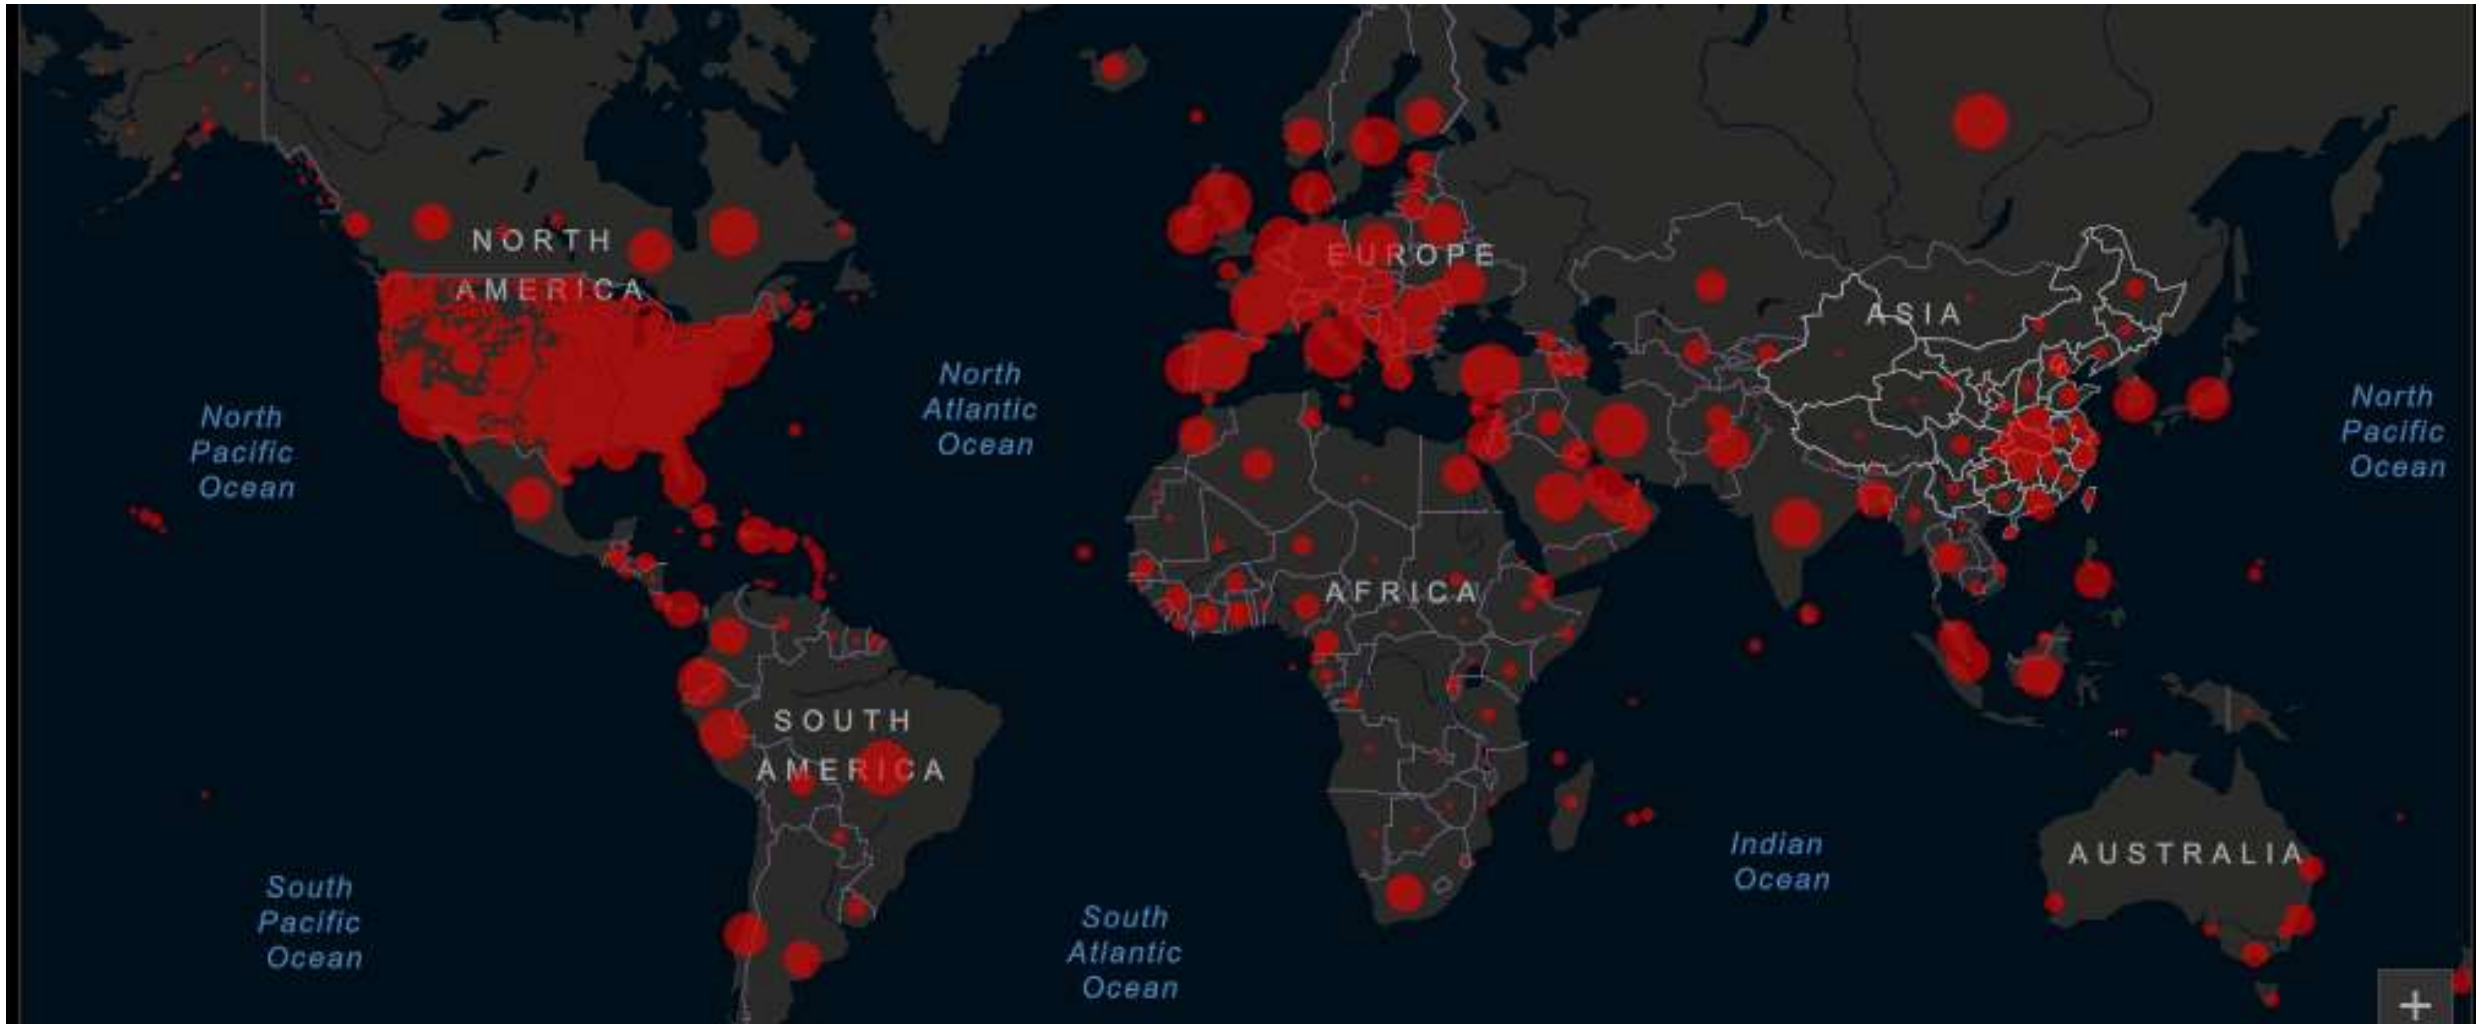 NORTH
AMERICA
EUROPE
ASIA
North
Atlantic
Ocean
North
Pacific
Ocean
North
Pacific
Ocean
AFRICA
SOUTH
AMERICA
Indian
Ocean
AUSTRALIA
South
Pacific
Ocean
South
Atlantic
Ocean
+